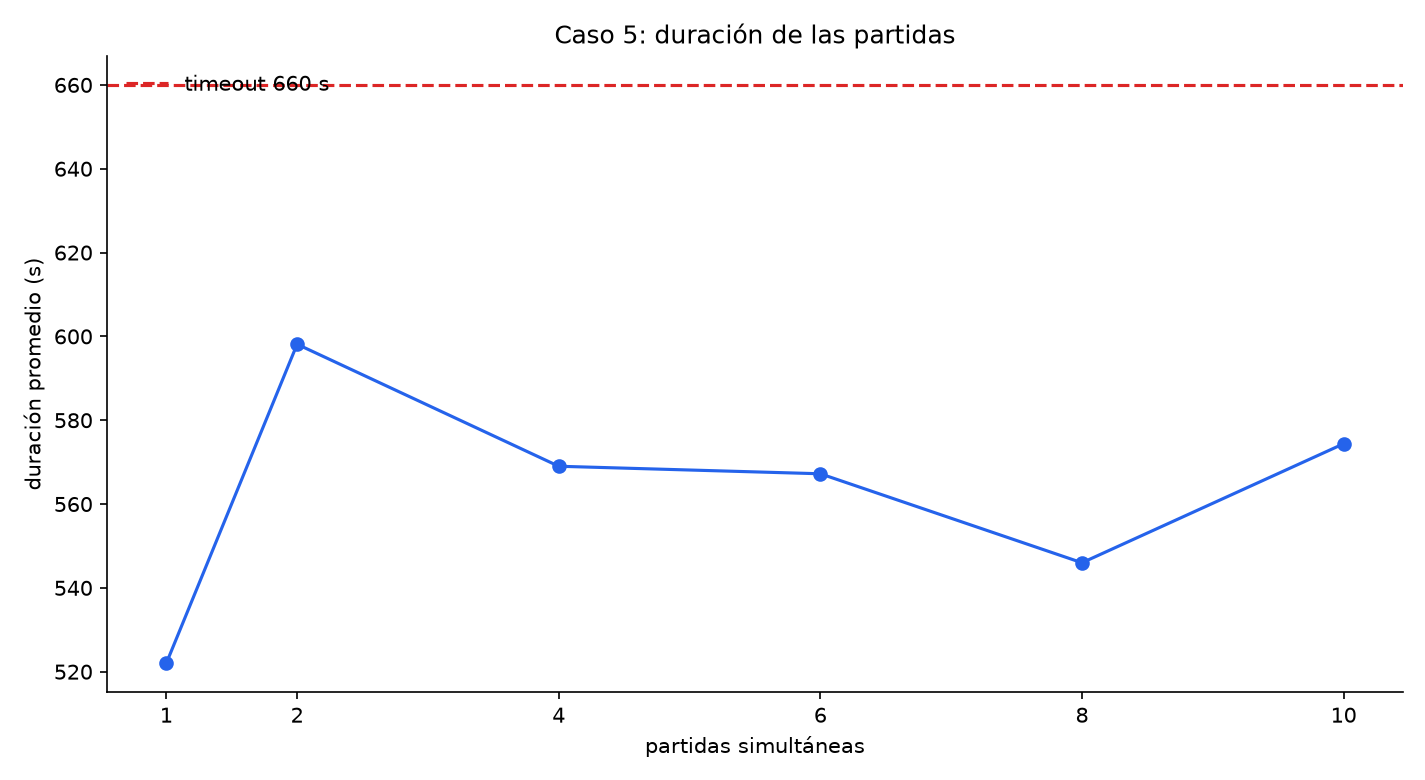 Caso 5: duración de las partidas
timeout 660 s
660
640
620
600
580
560
540
520
duración promedio (s)
1 2 4 6 8 10
partidas simultáneas